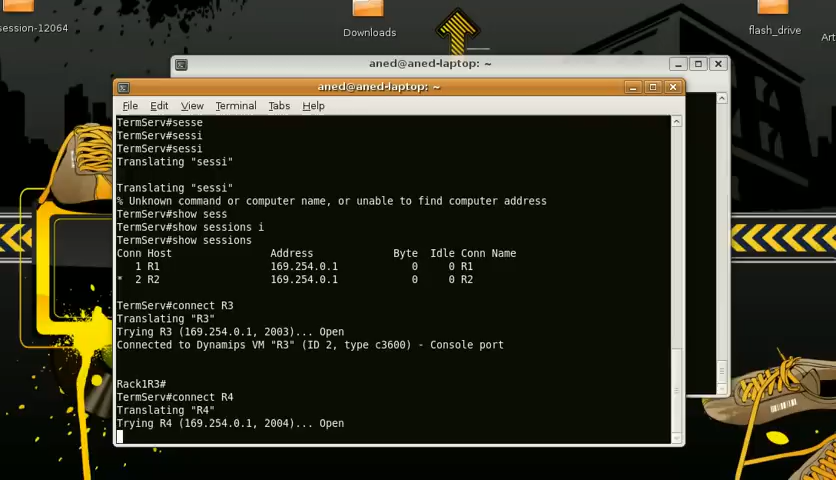 ession-12064
Downloads
flash_drive
Art
aned@aned-laptop: ~
aned@aned-laptop: ~
File Edit View Terminal Tabs Help
TermServ#sesse
TermServ#sessi
TermServ#sessi
Translating "sessi"
Translating "sessi"
% Unknown command or computer name, or unable to find computer address
TermServ#show sess
TermServ#show sessions i
TermServ#show sessions
Conn Host Address Byte Idle Conn Name
1 R1 169.254.0.1 0 0 R1
* 2 R2 169.254.0.1 0 0 R2
TermServ#connect R3
Translating "R3"
Trying R3 (169.254.0.1, 2003)... Open
Connected to Dynamips VM "R3" (ID 2, type c3600) - Console port
Rack1R3#
TermServ#connect R4
Translating "R4"
Trying R4 (169.254.0.1, 2004)... Open